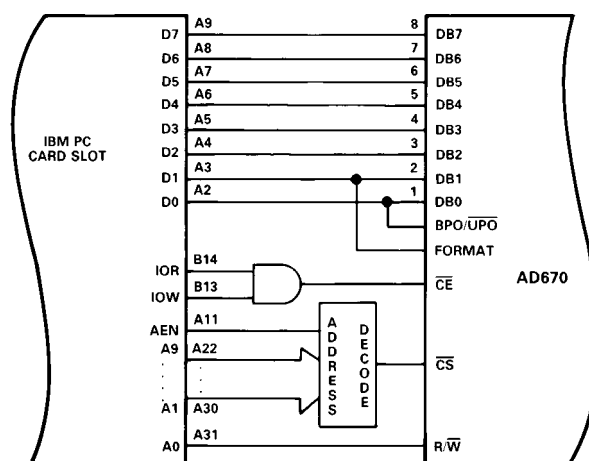 D7 A9 8 DB7
D6 A8 7 DB6
D5 A7 6 DB5
D4 A6 5 DB4
D3 A5 4 DB3
IBM PC
CARD SLOT
D2 A4 3 DB2
D1 A3 2 DB1
D0 A2 1 DB0
BPO/UPO
FORMAT
AD670
IOR B14
CE
IOW B13
AEN A11
ADDRESS
DECODE
A9 A22
CS
A1 A30
A0 A31 R/W